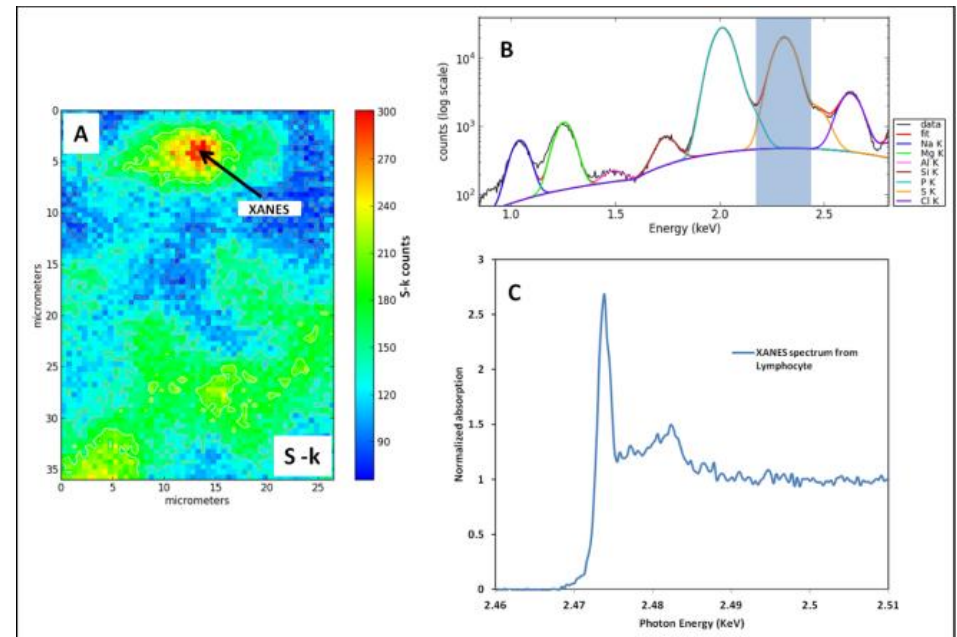 A
0
5
10
15
20
25
30
35
micrometers
XANES
S -k
0
5
10
15
20
25
micrometers
300
270
240
210
180
150
120
90
S-k counts
B
counts (log scale)
10⁴
10³
10²
1.0
1.5
2.0
2.5
Energy (keV)
data
fit
Na K
Mg K
Al K
Si K
P K
S K
Cl K
C
Normalized absorption
3
2.5
2
1.5
1
0.5
0
XANES spectrum from
Lymphocyte
2.46
2.47
2.48
2.49
2.5
2.51
Photon Energy (KeV)